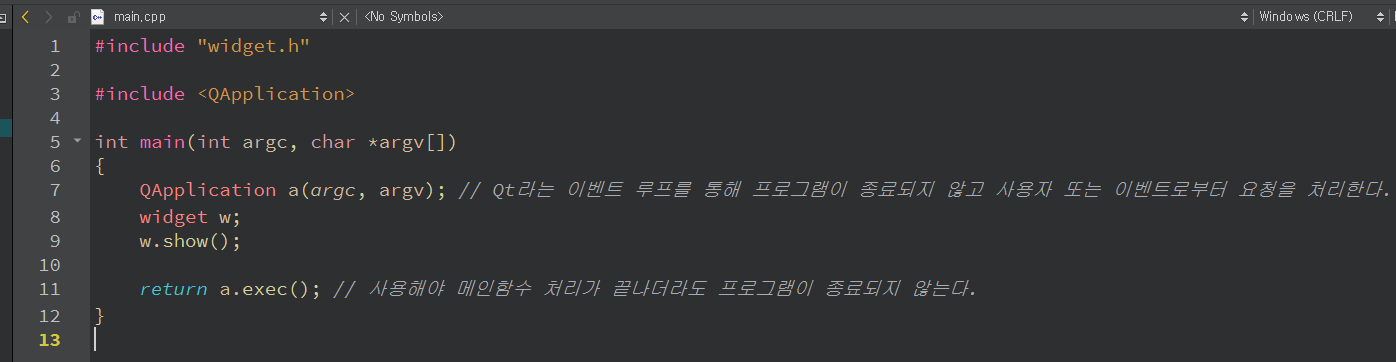 main.cpp <No Symbols> Windows (CRLF)
1 #include "widget.h"
2
3 #include <QApplication>
4
5 int main(int argc, char *argv[])
6 {
7 QApplication a(argc, argv); // Qt라는 이벤트 루프를 통해 프로그램이 종료되지 않고 사용자 또는 이벤트로부터 요청을 처리한다.
8 widget w;
9 w.show();
10
11 return a.exec(); // 사용해야 메인함수 처리가 끝나더라도 프로그램이 종료되지 않는다.
12 }
13